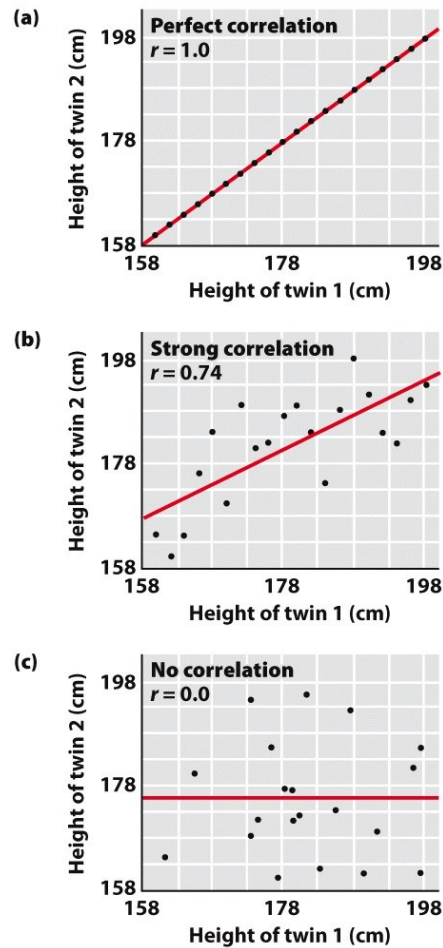 (a)
Perfect correlation
r = 1.0
Height of twin 2 (cm)
198
178
158
158 178 198
Height of twin 1 (cm)
(b)
Strong correlation
r = 0.74
Height of twin 2 (cm)
198
178
158
158 178 198
Height of twin 1 (cm)
(c)
No correlation
r = 0.0
Height of twin 2 (cm)
198
178
158
158 178 198
Height of twin 1 (cm)